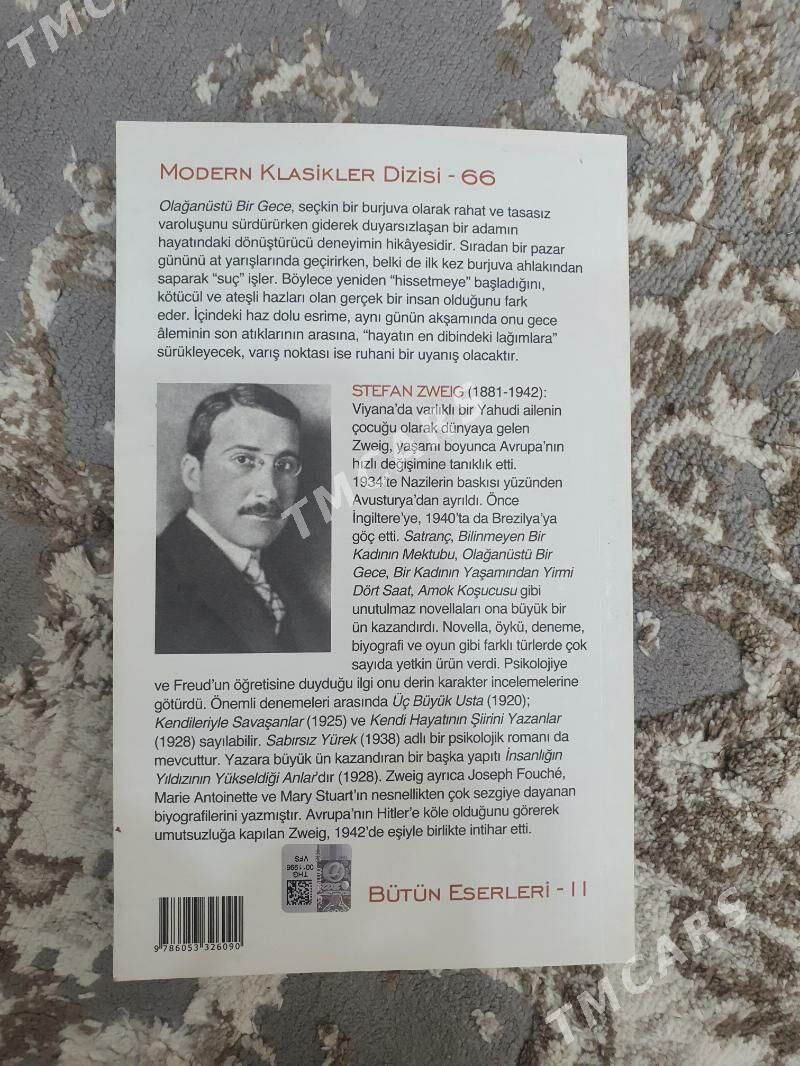 TMCARS
MODERN KLASİKLER DİZİSİ - 66
Olağanüstü Bir Gece, seçkin bir burjuva olarak rahat ve tasasız
varoluşunu sürdürürken giderek duyarsızlaşan bir adamın
hayatındaki dönüştürücü deneyimin hikâyesidir. Sıradan bir pazar
gününü at yarışlarında geçirirken, belki de ilk kez burjuva ahlakından
saparak “suç” işler. Böylece yeniden “hissetmeye” başladığını,
kötücül ve ateşli hazları olan gerçek bir insan olduğunu fark
eder. İçindeki haz dolu esrime, aynı günün akşamında onu gece
âleminin son atıklarının arasına, “hayatın en dibindeki lağımlara”
sürükleyecek, varış noktası ise ruhani bir uyanış olacaktır.
STEFAN ZWEIG (1881-1942):
Viyana’da varlıklı bir Yahudi ailenin
çocuğu olarak dünyaya gelen
Zweig, yaşamı boyunca Avrupa’nın
hızlı değişimine tanıklık etti.
1934’te Nazilerin baskısı yüzünden
Avusturya’dan ayrıldı. Önce
İngiltere’ye, 1940’ta da Brezilya’ya
göç etti. Satranç, Bilinmeyen Bir
Kadının Mektubu, Olağanüstü Bir
Gece, Bir Kadının Yaşamından Yirmi
Dört Saat, Amok Koşucusu gibi
unutulmaz novellaları ona büyük bir
ün kazandırdı. Novella, öykü, deneme,
biyografi ve oyun gibi farklı türlerde çok
sayıda yetkin ürün verdi. Psikolojiye
ve Freud’un öğretisine duyduğu ilgi onu derin karakter incelemelerine
götürdü. Önemli denemeleri arasında Üç Büyük Usta (1920);
Kendileriyle Savaşanlar (1925) ve Kendi Hayatının Şiirini Yazanlar
(1928) sayılabilir. Sabırsız Yürek (1938) adlı bir psikolojik romanı da
mevcuttur. Yazara büyük ün kazandıran bir başka yapıtı İnsanlığın
Yıldızının Yükseldiği Anlar’dır (1928). Zweig ayrıca Joseph Fouché,
Marie Antoinette ve Mary Stuart’ın nesnellikten çok sezgiye dayanan
biyografilerini yazmıştır. Avrupa’nın Hitler’e köle olduğunu görerek
umutsuzluğa kapılan Zweig, 1942’de eşiyle birlikte intihar etti.
TMCARS
THG
001996
VFS
BÜTÜN ESERLERİ - 11
9 786053 326090
TMCARS